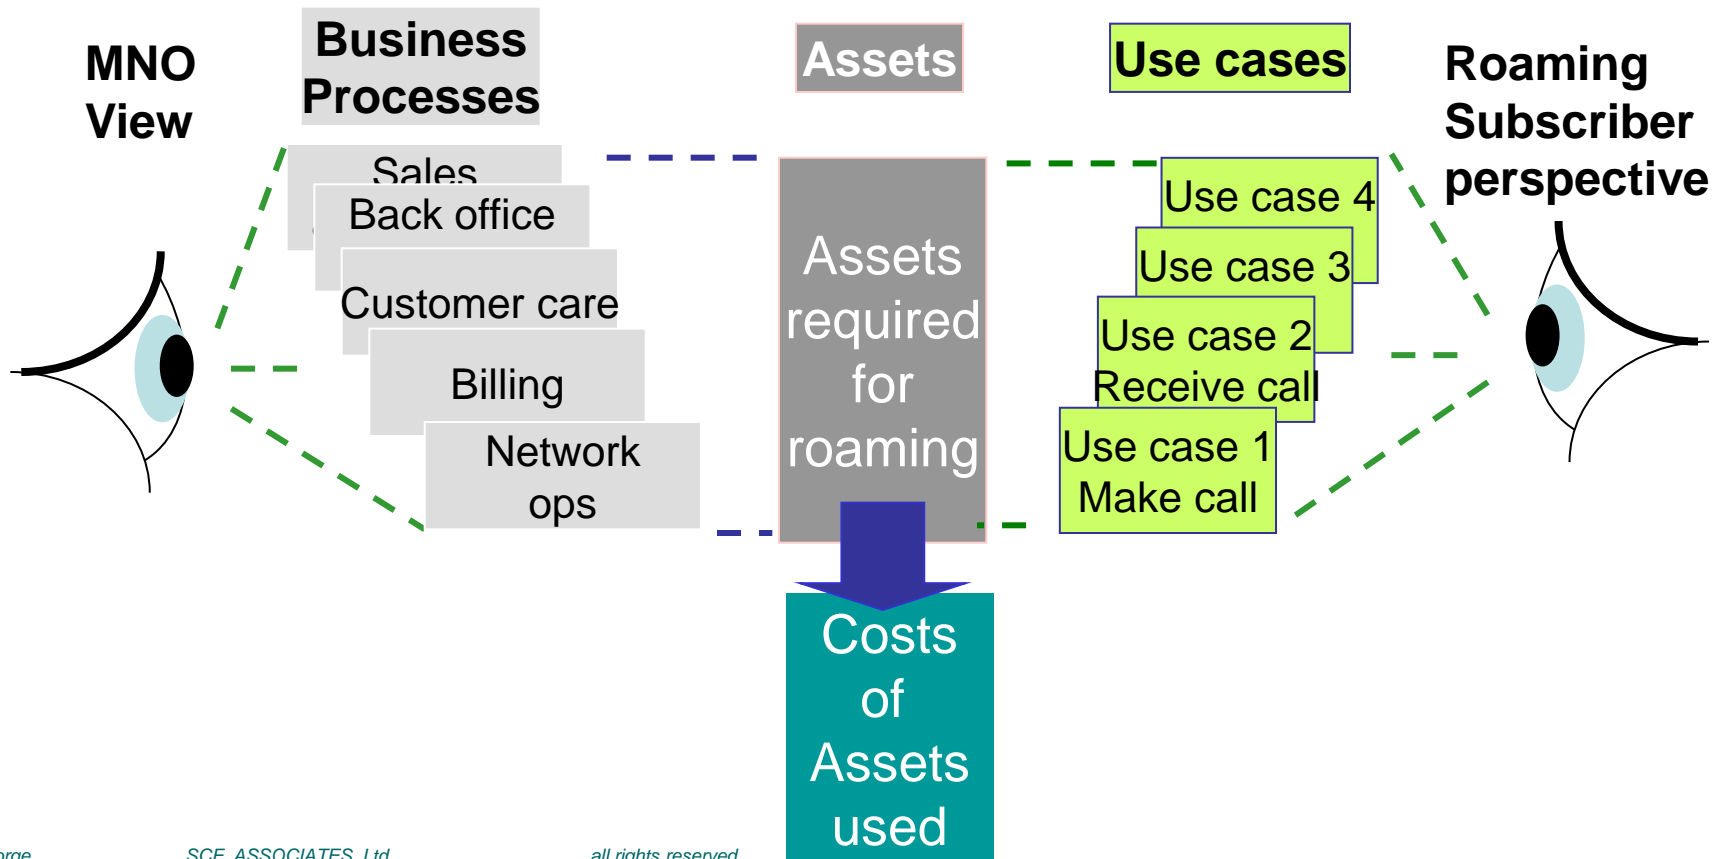 MNO
View
Business
Processes
Assets
Use cases
Roaming
Subscriber
perspective
Sales
Back office
Customer care
Billing
Network
ops
Assets
required
for
roaming
Use case 4
Use case 3
Use case 2
Receive call
Use case 1
Make call
Costs
of
Assets
used
SCF ASSOCIATES Ltd
all rights reserved